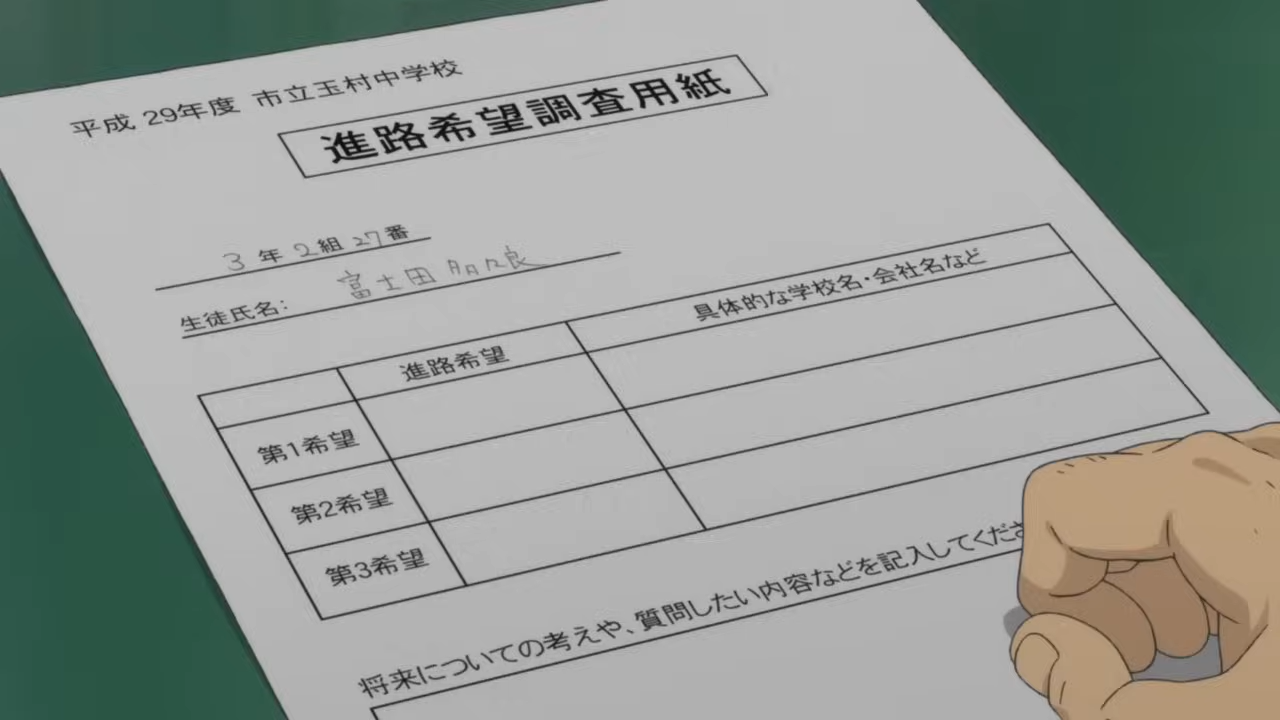 平成 29年度 市立玉村中学校
進路希望調査用紙
3年2組27番
生徒氏名: 富士田多々良
進路希望 具体的な学校名・会社名など
第1希望
第2希望
第3希望
将来についての考えや、質問したい内容などを記入してくださ